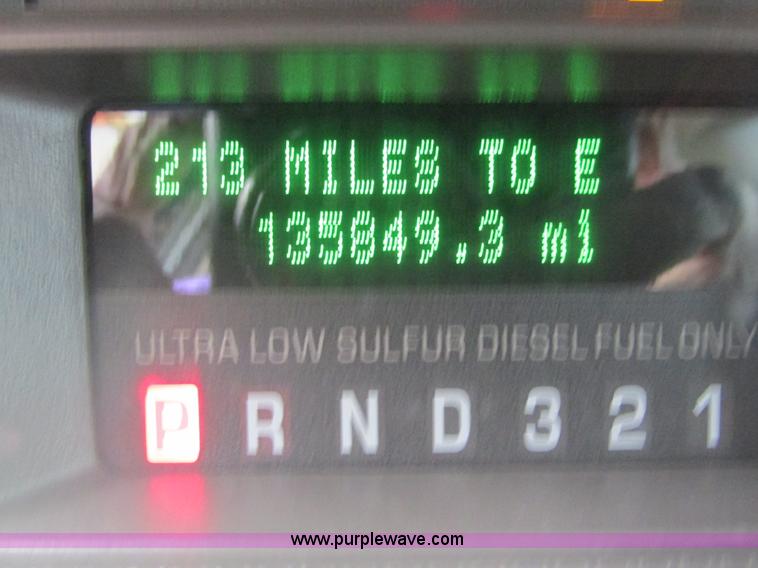 213 MILES TO E
135849.3 mi
ULTRA LOW SULFUR DIESEL FUEL ONLY
P R N D 3 2 1
www.purplewave.com